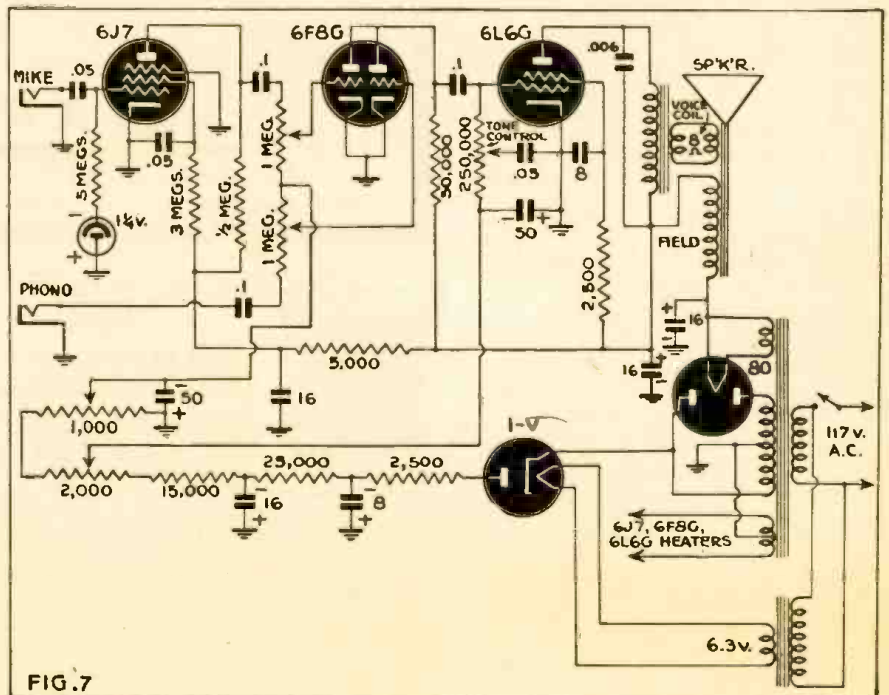 6J7
6F8G
6L6G
.006
SP'K'R.
MIKE
.05
.1
.1
VOICE
COIL
8
Ω
1 MEG.
50,000
250,000
TONE
CONTROL
.05
8
.05
5 MEGS.
3 MEGS.
½ MEG.
50
- +
FIELD
1¼ v.
-
+
1 MEG.
2,500
PHONO
.1
+
16
-
80
5,000
16
+
-
50
-
+
16
1,000
1-V
117 v.
A.C.
2,000
15,000
25,000
2,500
-
16
+
-
8
+
6J7, 6F8G,
6L6G HEATERS
6.3v.
FIG.7